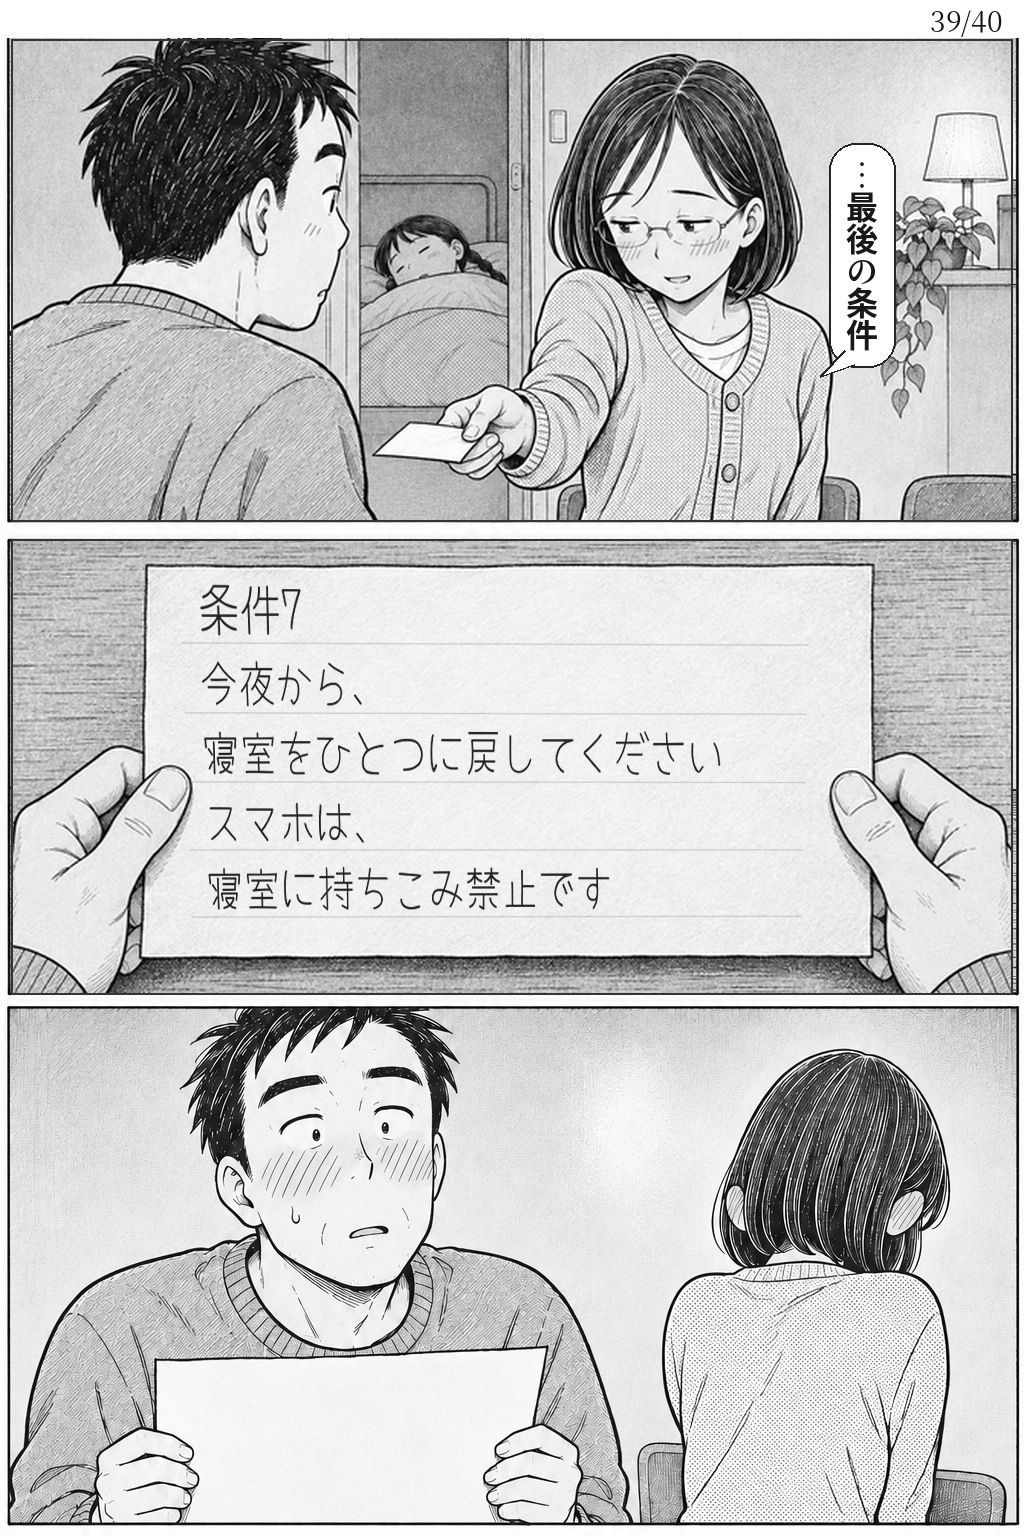 39/40
…最後の条件
条件7
今夜から、
寝室をひとつに戻してください
スマホは、
寝室に持ちこみ禁止です